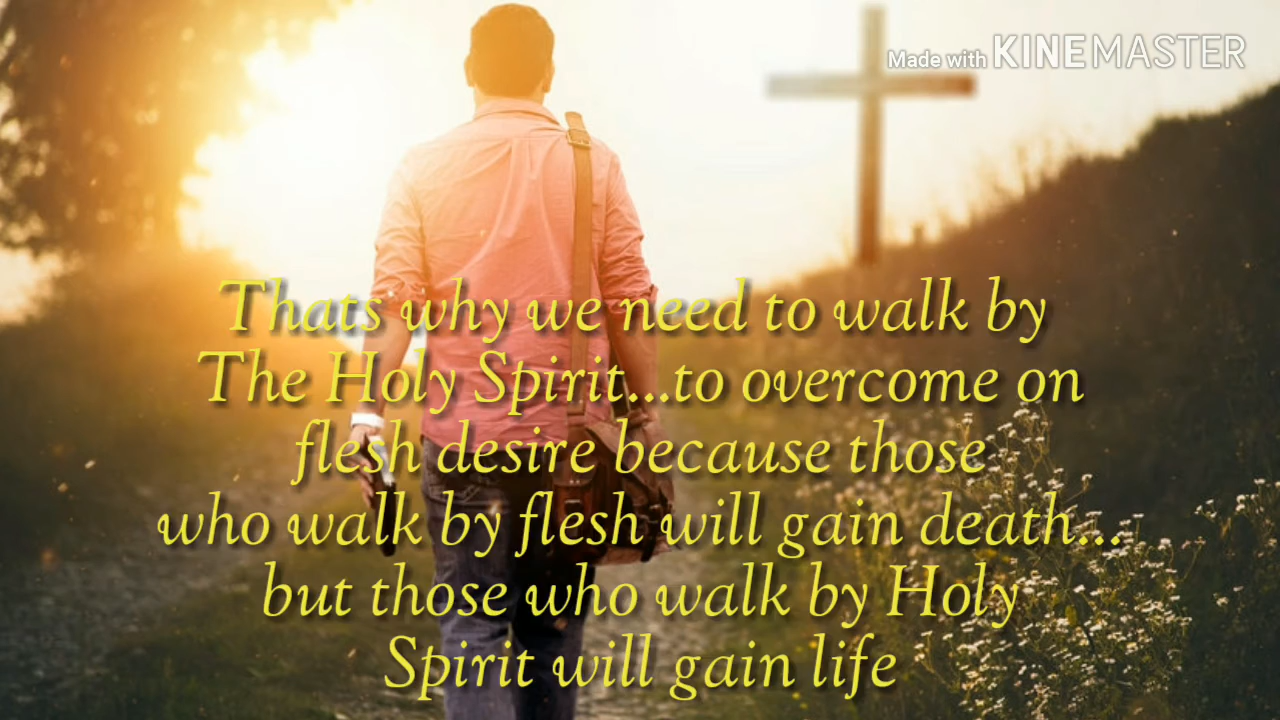 Made with KINEMASTER
Thats why we need to walk by
The Holy Spirit...to overcome on
flesh desire because those
who walk by flesh will gain death...
but those who walk by Holy
Spirit will gain life